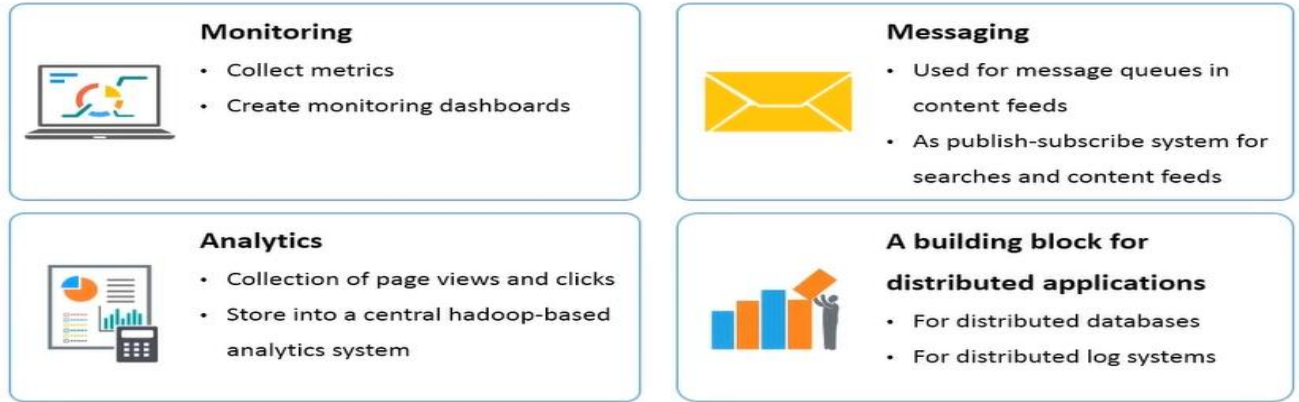 Monitoring
• Collect metrics
• Create monitoring dashboards
Messaging
• Used for message queues in
content feeds
• As publish-subscribe system for
searches and content feeds
Analytics
• Collection of page views and clicks
• Store into a central hadoop-based
analytics system
A building block for
distributed applications
• For distributed databases
• For distributed log systems